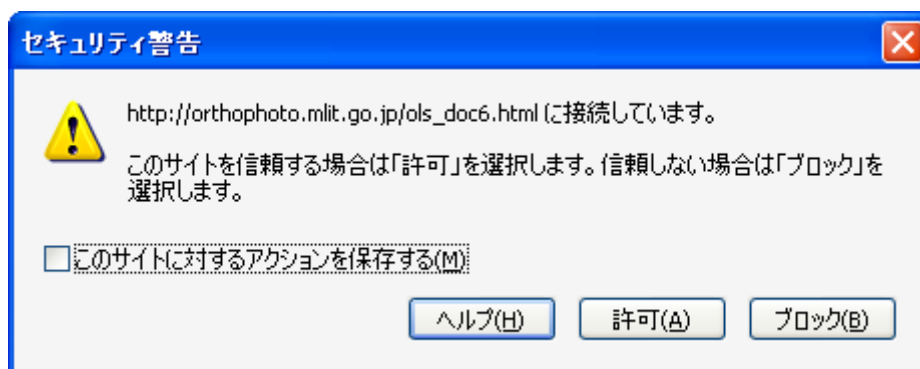 セキュリティ警告
http://orthophoto.mlit.go.jp/ols_doc6.html に接続しています。
このサイトを信頼する場合は「許可」を選択します。信頼しない場合は「ブロック」を
選択します。
このサイトに対するアクションを保存する(M)
ヘルプ(H) 許可(A) ブロック(B)